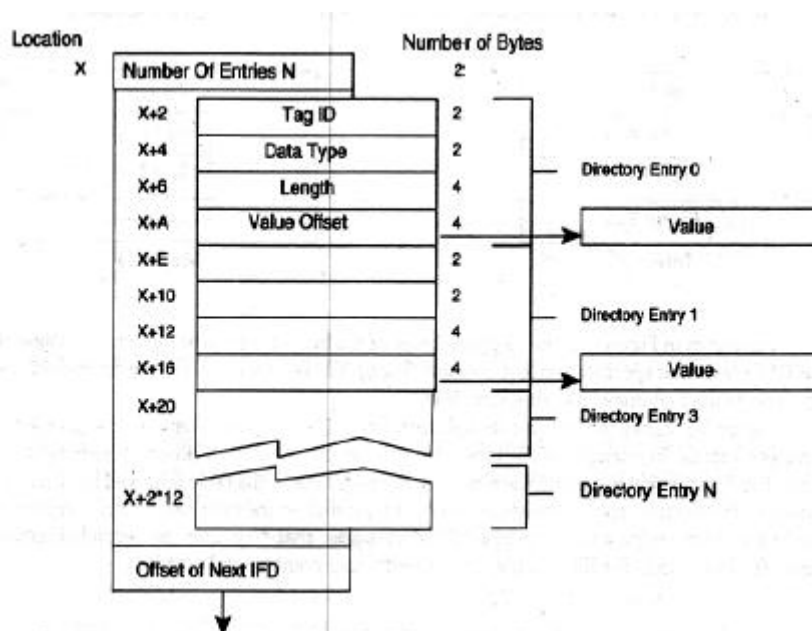 Location
Number of Bytes
X
Number Of Entries N
2
X+2
Tag ID
2
X+4
Data Type
2
Directory Entry 0
X+6
Length
4
X+A
Value Offset
4
Value
X+E
2
X+10
2
X+12
4
Directory Entry 1
X+16
4
Value
X+20
Directory Entry 3
X+2*12
Directory Entry N
Offset of Next IFD